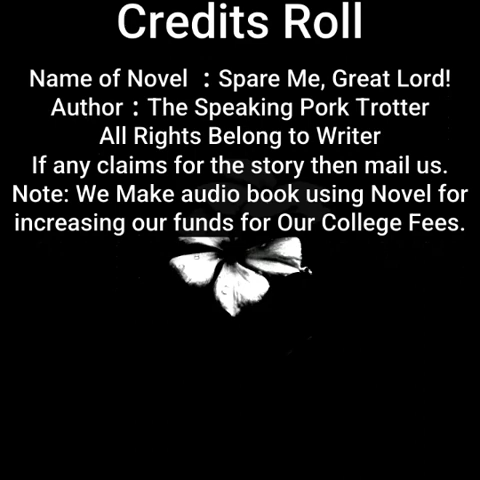 Credits Roll
Name of Novel ：Spare Me, Great Lord!
Author：The Speaking Pork Trotter
All Rights Belong to Writer
If any claims for the story then mail us.
Note: We Make audio book using Novel for
increasing our funds for Our College Fees.